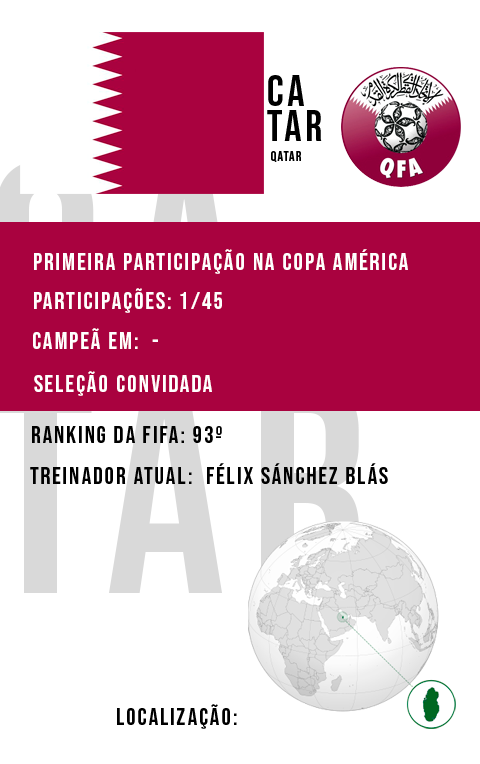 CA
TAR
QATAR
QFA
PRIMEIRA PARTICIPAÇÃO NA COPA AMÉRICA
PARTICIPAÇÕES: 1/45
CAMPEÃ EM: -
SELEÇÃO CONVIDADA
RANKING DA FIFA: 93º
TREINADOR ATUAL: FÉLIX SÁNCHEZ BLÁS
LOCALIZAÇÃO: